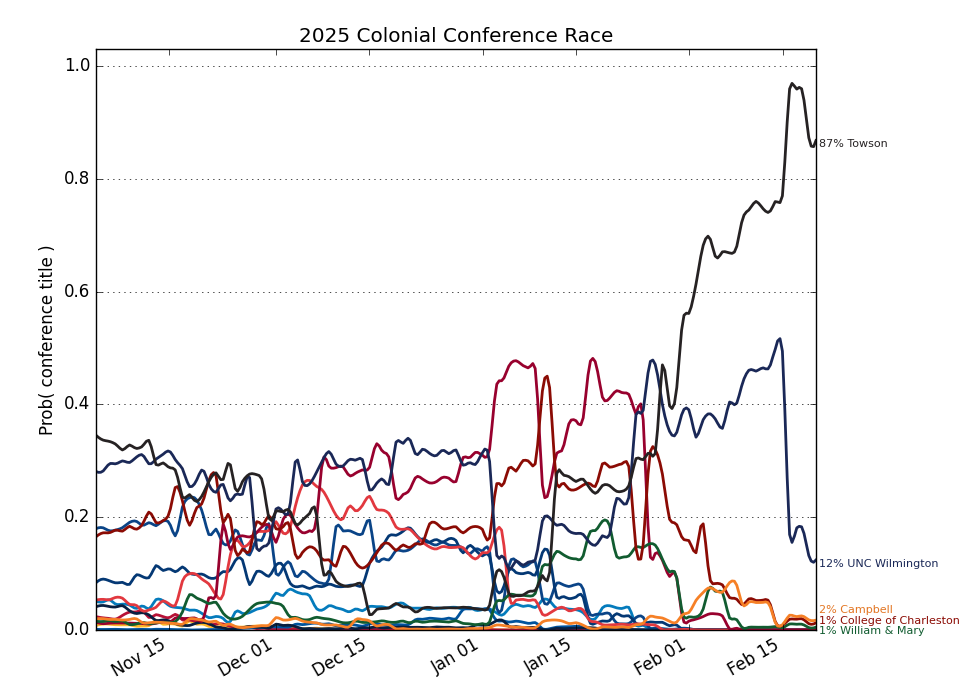 2025 Colonial Conference Race
Prob( conference title )
1.0
0.8
0.6
0.4
0.2
0.0
87% Towson
12% UNC Wilmington
2% Campbell
1% College of Charleston
1% William & Mary
Nov 15
Dec 01
Dec 15
Jan 01
Jan 15
Feb 01
Feb 15